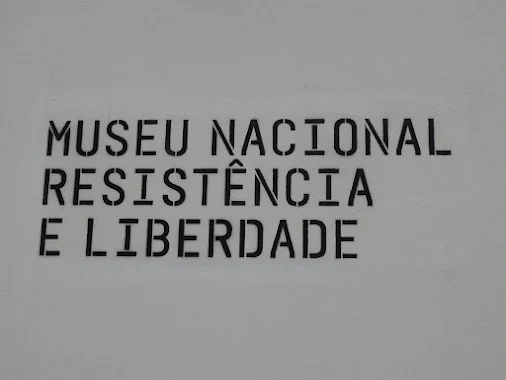 MUSEU NACIONAL
RESISTÊNCIA
E LIBERDADE